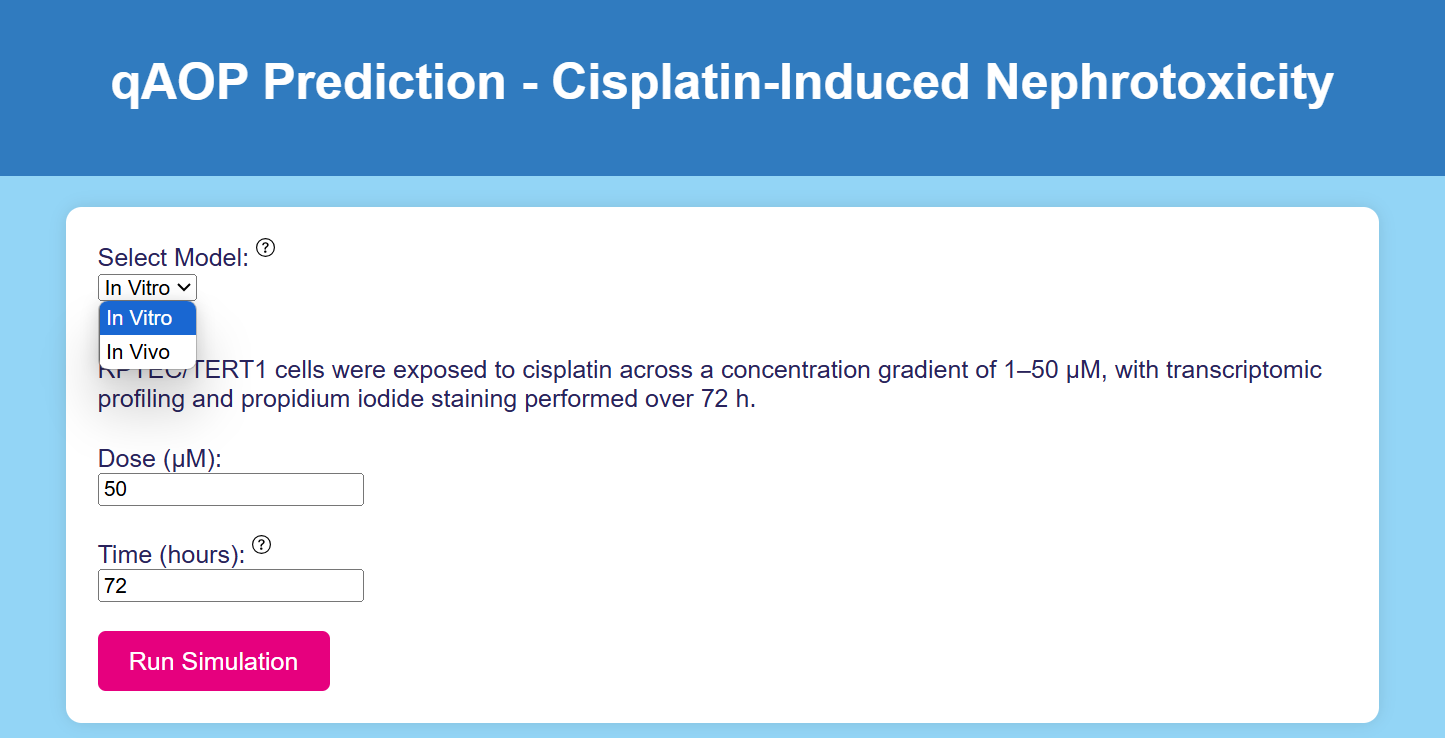 qAOP Prediction - Cisplatin-Induced Nephrotoxicity
Select Model: ?
In Vitro
In Vitro
In Vivo
RPTEC/TERT1 cells were exposed to cisplatin across a concentration gradient of 1–50 µM, with transcriptomic
profiling and propidium iodide staining performed over 72 h.
Dose (µM):
50
Time (hours): ?
72
Run Simulation